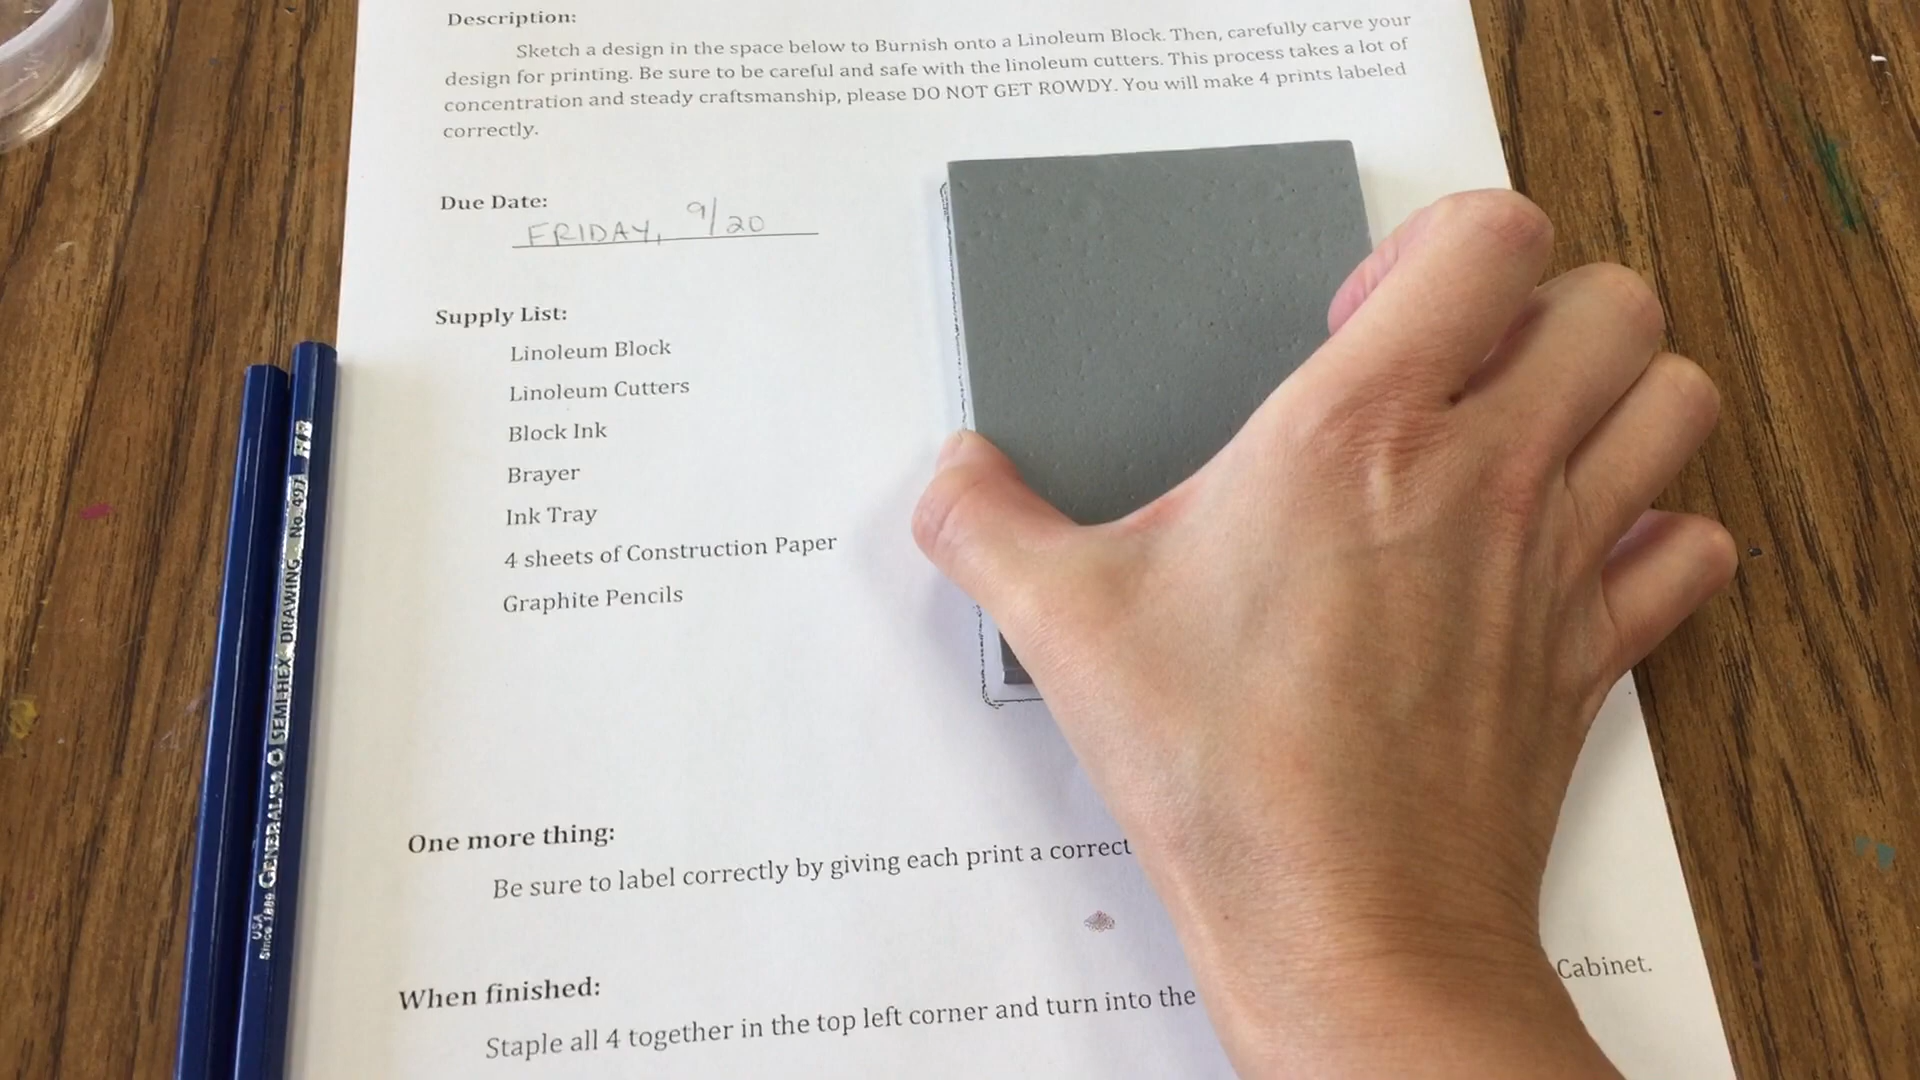 Description:
Sketch a design in the space below to Burnish onto a Linoleum Block. Then, carefully carve your
design for printing. Be sure to be careful and safe with the linoleum cutters. This process takes a lot of
concentration and steady craftsmanship, please DO NOT GET ROWDY. You will make 4 prints labeled
correctly.
Due Date:
FRIDAY, 9/20
Supply List:
Linoleum Block
Linoleum Cutters
Block Ink
Brayer
Ink Tray
4 sheets of Construction Paper
Graphite Pencils
One more thing:
Be sure to label correctly by giving each print a correct
When finished:
Staple all 4 together in the top left corner and turn into the Cabinet.
USA
Since 1889 GENERAL'S SEMI-HEX DRAWING No. 497 HB